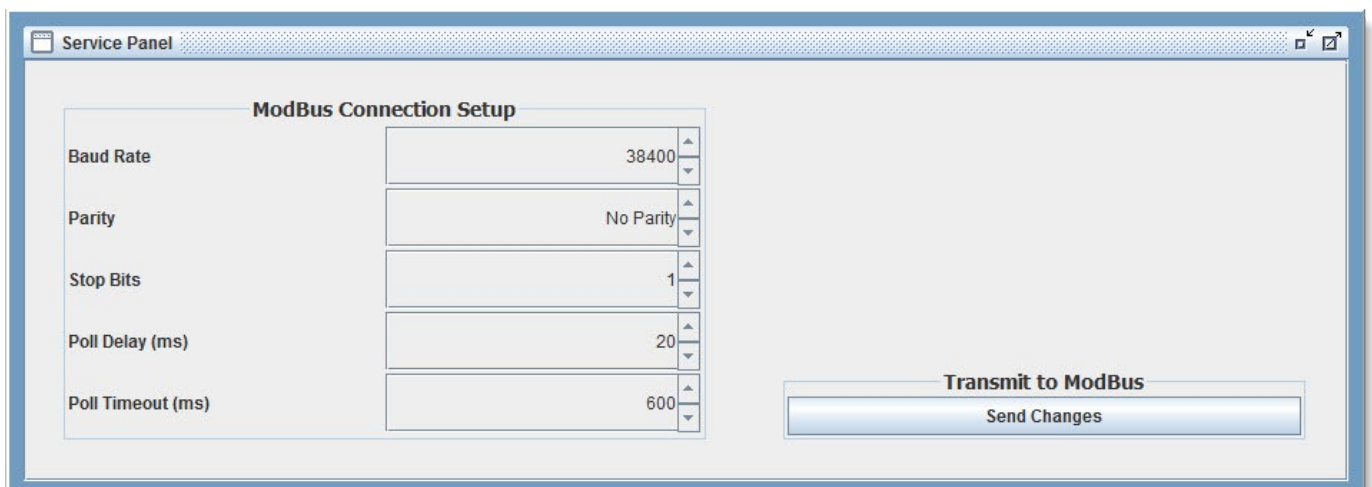 Service Panel
ModBus Connection Setup
Baud Rate 38400
Parity No Parity
Stop Bits 1
Poll Delay (ms) 20
Poll Timeout (ms) 600
Transmit to ModBus
Send Changes